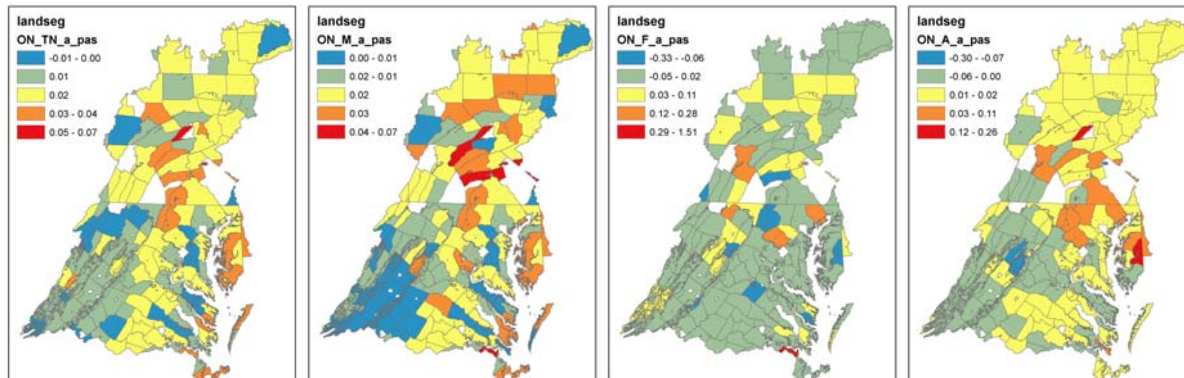 landseg
ON_TN_a_pas
-0.01 - 0.00
0.01
0.02
0.03 - 0.04
0.05 - 0.07
landseg
ON_M_a_pas
0.00 - 0.01
0.02 - 0.01
0.02
0.03
0.04 - 0.07
landseg
ON_F_a_pas
-0.33 - -0.06
-0.05 - 0.02
0.03 - 0.11
0.12 - 0.28
0.29 - 1.51
landseg
ON_A_a_pas
-0.30 - -0.07
-0.06 - 0.00
0.01 - 0.02
0.03 - 0.11
0.12 - 0.26